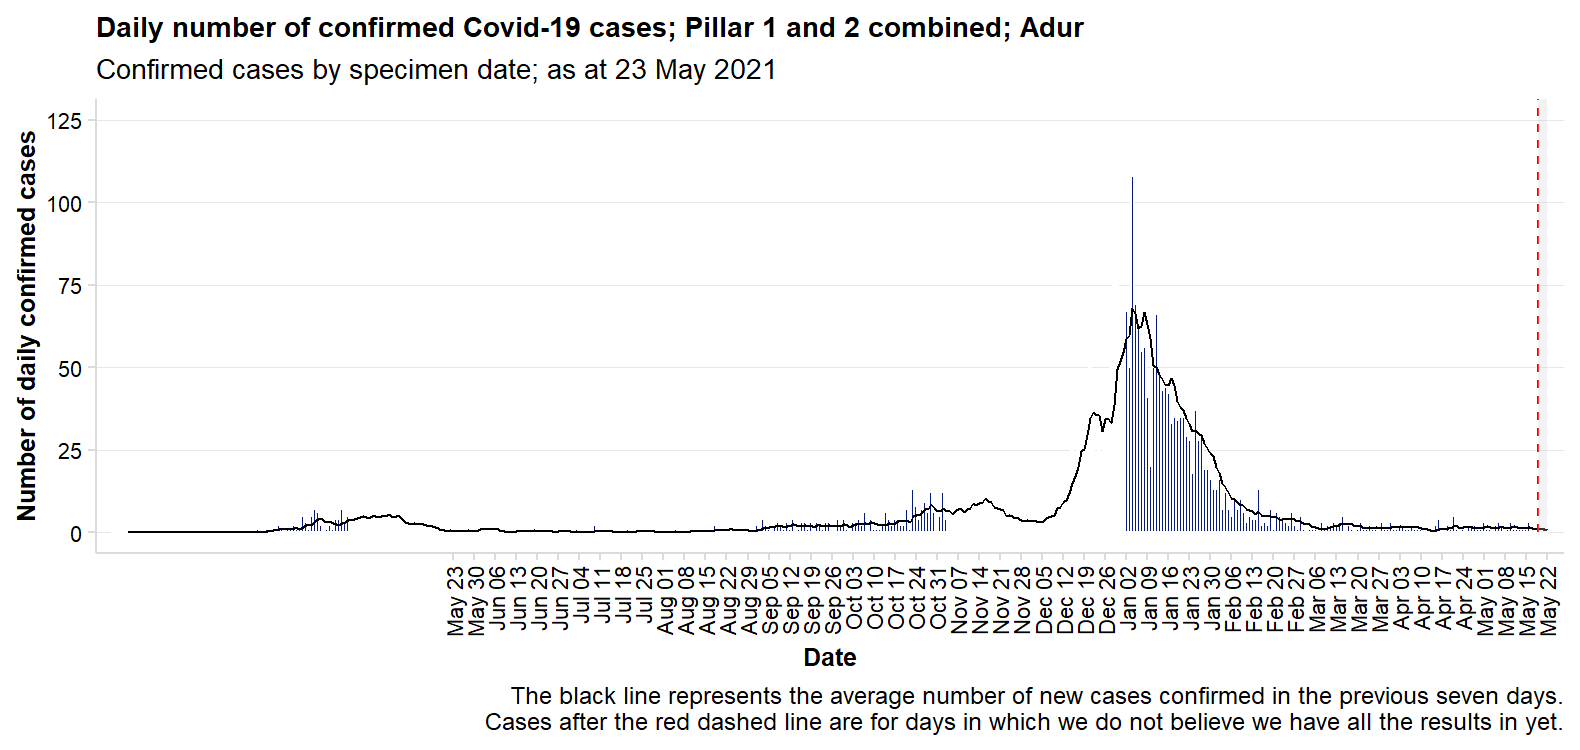 Daily number of confirmed Covid-19 cases; Pillar 1 and 2 combined; Adur
Confirmed cases by specimen date; as at 23 May 2021
Number of daily confirmed cases
125
100
75
50
25
0
May 23
May 30
Jun 06
Jun 13
Jun 20
Jun 27
Jul 04
Jul 11
Jul 18
Jul 25
Aug 01
Aug 08
Aug 15
Aug 22
Aug 29
Sep 05
Sep 12
Sep 19
Sep 26
Oct 03
Oct 10
Oct 17
Oct 24
Oct 31
Nov 07
Nov 14
Nov 21
Nov 28
Dec 05
Dec 12
Dec 19
Dec 26
Jan 02
Jan 09
Jan 16
Jan 23
Jan 30
Feb 06
Feb 13
Feb 20
Feb 27
Mar 06
Mar 13
Mar 20
Mar 27
Apr 03
Apr 10
Apr 17
Apr 24
May 01
May 08
May 15
May 22
Date
The black line represents the average number of new cases confirmed in the previous seven days.
Cases after the red dashed line are for days in which we do not believe we have all the results in yet.